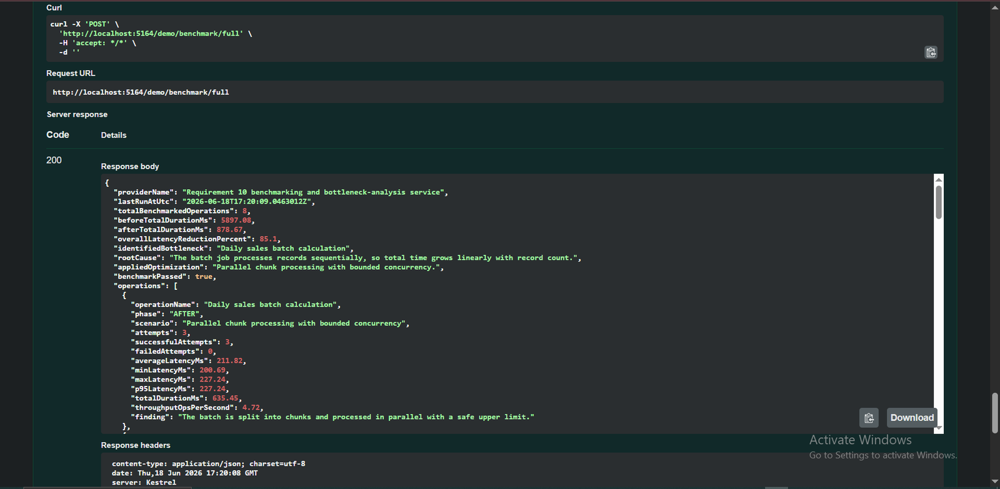 Curl
curl -X 'POST' \
'http://localhost:5164/demo/benchmark/full' \
-H 'accept: */*' \
-d ''
Request URL
http://localhost:5164/demo/benchmark/full
Server response
Code Details
200
Response body
{
"providerName": "Requirement 10 benchmarking and bottleneck-analysis service",
"lastRunAtUtc": "2026-06-18T17:20:09.0463012Z",
"totalBenchmarkedOperations": 8,
"beforeTotalDurationMs": 5897.08,
"afterTotalDurationMs": 878.67,
"overallLatencyReductionPercent": 85.1,
"identifiedBottleneck": "Daily sales batch calculation",
"rootCause": "The batch job processes records sequentially, so total time grows linearly with record count.",
"appliedOptimization": "Parallel chunk processing with bounded concurrency.",
"benchmarkPassed": true,
"operations": [
{
"operationName": "Daily sales batch calculation",
"phase": "AFTER",
"scenario": "Parallel chunk processing with bounded concurrency",
"attempts": 3,
"successfulAttempts": 3,
"failedAttempts": 0,
"averageLatencyMs": 211.82,
"minLatencyMs": 200.69,
"maxLatencyMs": 227.24,
"p95LatencyMs": 227.24,
"totalDurationMs": 635.45,
"throughputOpsPerSecond": 4.72,
"finding": "The batch is split into chunks and processed in parallel with a safe upper limit."
},
Download
Response headers
content-type: application/json; charset=utf-8
date: Thu,18 Jun 2026 17:20:08 GMT
server: Kestrel
Activate Windows
Go to Settings to activate Windows.